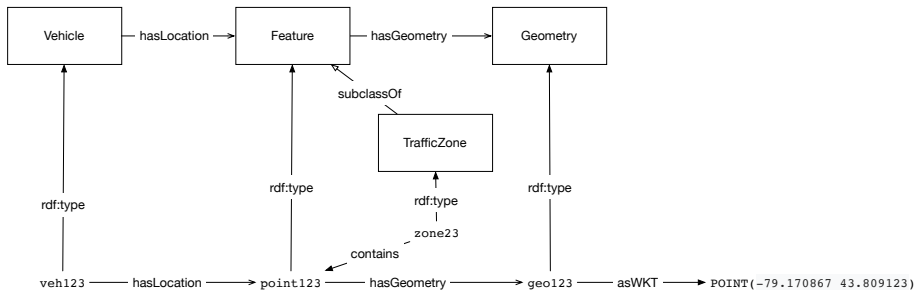 Vehicle
hasLocation
Feature
hasGeometry
Geometry
subclassOf
TrafficZone
rdf:type
rdf:type
rdf:type
rdf:type
zone23
contains
veh123
hasLocation
point123
hasGeometry
geo123
asWKT
POINT(-79.170867 43.809123)